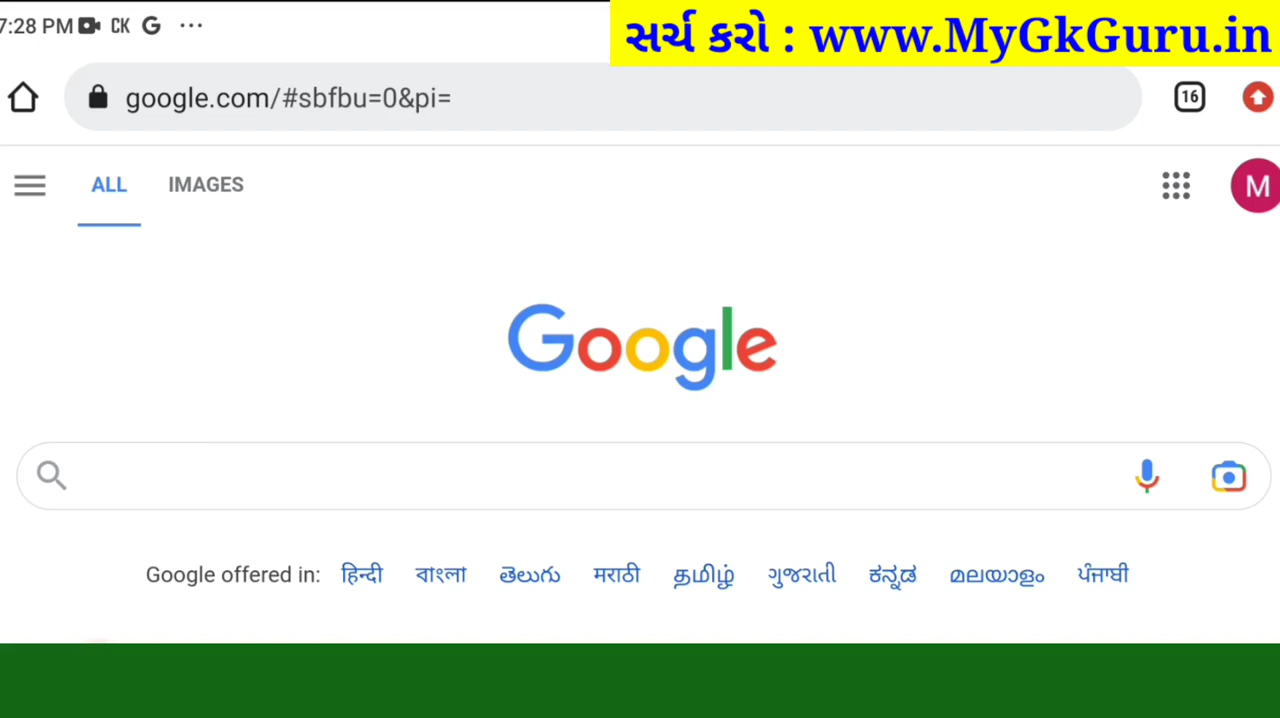 7:28 PM CK G ...
સર્ચ કરો : www.MyGkGuru.in
google.com/#sbfbu=0&pi=
16
ALL IMAGES
M
Google
Google offered in: हिन्दी বাংলা తెలుగు मराठी தமிழ் ગુજરાતી ಕನ್ನಡ മലയാളം ਪੰਜਾਬੀ